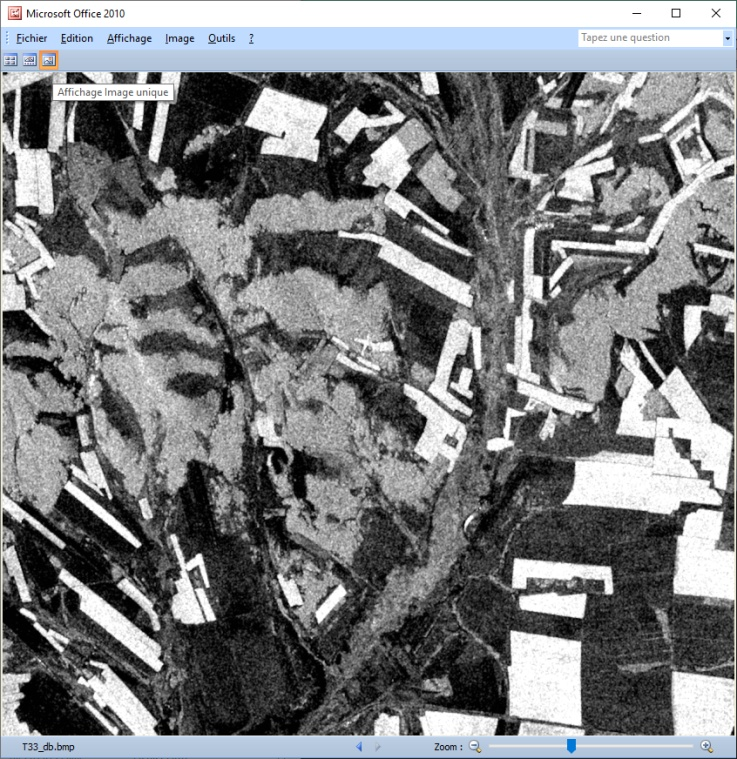 Microsoft Office 2010
Fichier Edition Affichage Image Outils ? Tapez une question
Affichage Image unique
T33_db.bmp Zoom :